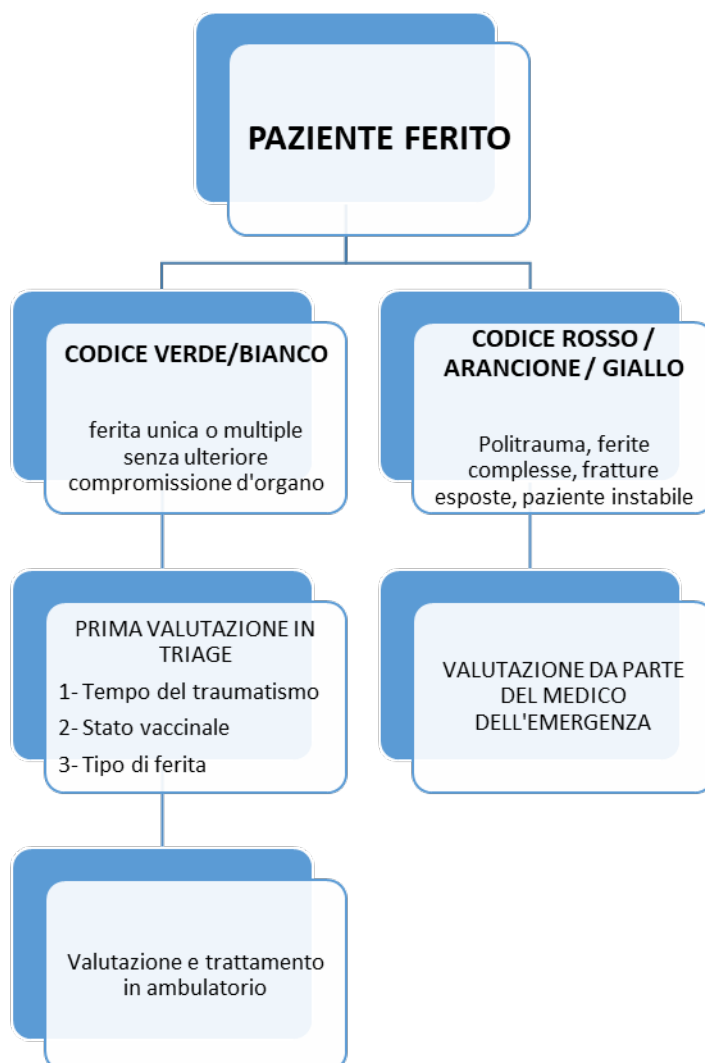 PAZIENTE FERITO
CODICE VERDE/BIANCO
ferita unica o multiple
senza ulteriore
compromissione d'organo
CODICE ROSSO /
ARANCIONE / GIALLO
Politrauma, ferite
complesse, fratture
esposte, paziente instabile
PRIMA VALUTAZIONE IN
TRIAGE
1- Tempo del traumatismo
2- Stato vaccinale
3- Tipo di ferita
VALUTAZIONE DA PARTE
DEL MEDICO
DELL'EMERGENZA
Valutazione e trattamento
in ambulatorio